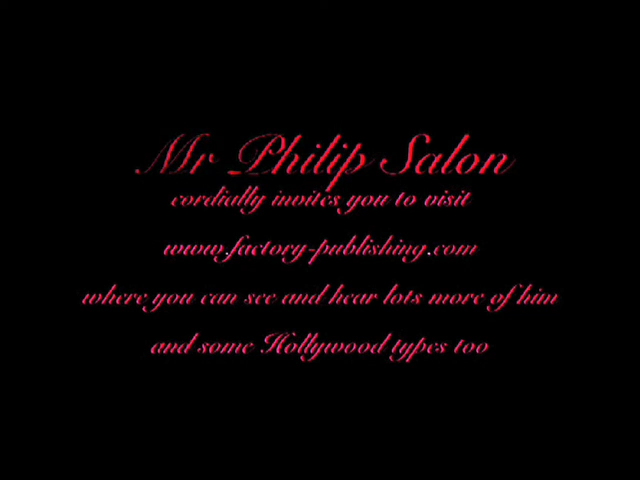 Mr Philip Salon
cordially invites you to visit
www.factory-publishing.com
where you can see and hear lots more of him
and some Hollywood types too